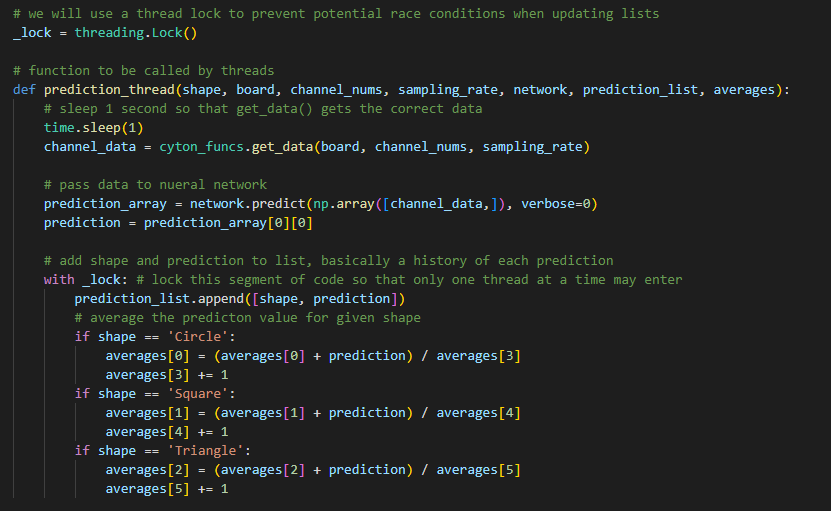 # we will use a thread lock to prevent potential race conditions when updating lists
_lock = threading.Lock()
# function to be called by threads
def prediction_thread(shape, board, channel_nums, sampling_rate, network, prediction_list, averages):
# sleep 1 second so that get_data() gets the correct data
time.sleep(1)
channel_data = cyton_funcs.get_data(board, channel_nums, sampling_rate)
# pass data to nueral network
prediction_array = network.predict(np.array([channel_data,]), verbose=0)
prediction = prediction_array[0][0]
# add shape and prediction to list, basically a history of each prediction
with _lock: # lock this segment of code so that only one thread at a time may enter
prediction_list.append([shape, prediction])
# average the predicton value for given shape
if shape == 'Circle':
averages[0] = (averages[0] + prediction) / averages[3]
averages[3] += 1
if shape == 'Square':
averages[1] = (averages[1] + prediction) / averages[4]
averages[4] += 1
if shape == 'Triangle':
averages[2] = (averages[2] + prediction) / averages[5]
averages[5] += 1